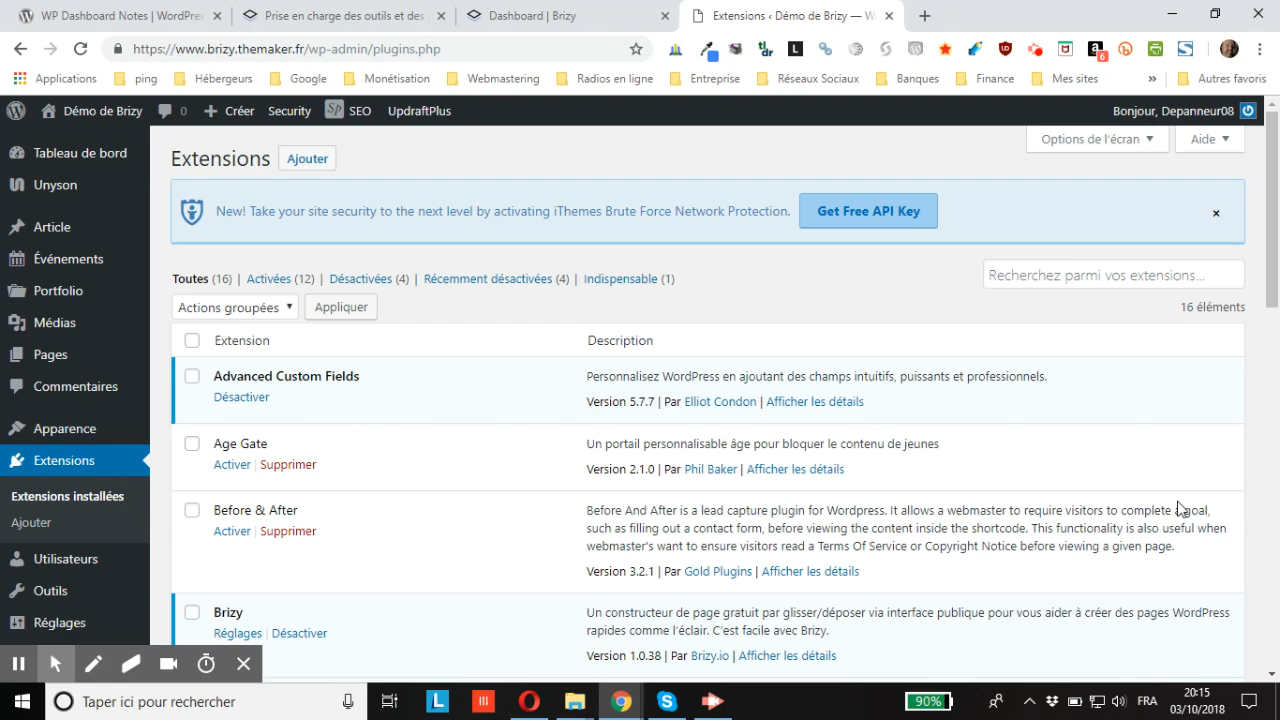 WP Dashboard Notes | WordPres
Prise en charge des outils et des
Dashboard | Brizy
Extensions ‹ Démo de Brizy — W
https://www.brizy.themaker.fr/wp-admin/plugins.php
Applications
ping
Hébergeurs
Google
Monétisation
Webmastering
Radios en ligne
Entreprise
Réseaux Sociaux
Banques
Finance
Mes sites
Autres favoris
Démo de Brizy
0
Créer
Security
SEO
UpdraftPlus
Bonjour, Depanneur08
Tableau de bord
Unyson
Article
Événements
Portfolio
Médias
Pages
Commentaires
Apparence
Extensions
Extensions installées
Ajouter
Utilisateurs
Outils
Réglages
Options de l'écran
Aide
Extensions
Ajouter
New! Take your site security to the next level by activating iThemes Brute Force Network Protection.
Get Free API Key
Toutes (16) | Activées (12) | Désactivées (4) | Récemment désactivées (4) | Indispensable (1)
Recherchez parmi vos extensions...
Actions groupées
Appliquer
16 éléments
Extension
Description
Advanced Custom Fields
Désactiver
Personnalisez WordPress en ajoutant des champs intuitifs, puissants et professionnels.
Version 5.7.7 | Par Elliot Condon | Afficher les détails
Age Gate
Activer | Supprimer
Un portail personnalisable âge pour bloquer le contenu de jeunes
Version 2.1.0 | Par Phil Baker | Afficher les détails
Before & After
Activer | Supprimer
Before And After is a lead capture plugin for Wordpress. It allows a webmaster to require visitors to complete a goal,
such as filling out a contact form, before viewing the content inside the shortcode. This functionality is also useful when
webmaster's want to ensure visitors read a Terms Of Service or Copyright Notice before viewing a given page.
Version 3.2.1 | Par Gold Plugins | Afficher les détails
Brizy
Réglages | Désactiver
Un constructeur de page gratuit par glisser/déposer via interface publique pour vous aider à créer des pages WordPress
rapides comme l'éclair. C'est facile avec Brizy.
Version 1.0.38 | Par Brizy.io | Afficher les détails
Taper ici pour rechercher
90%
FRA
20:15
03/10/2018